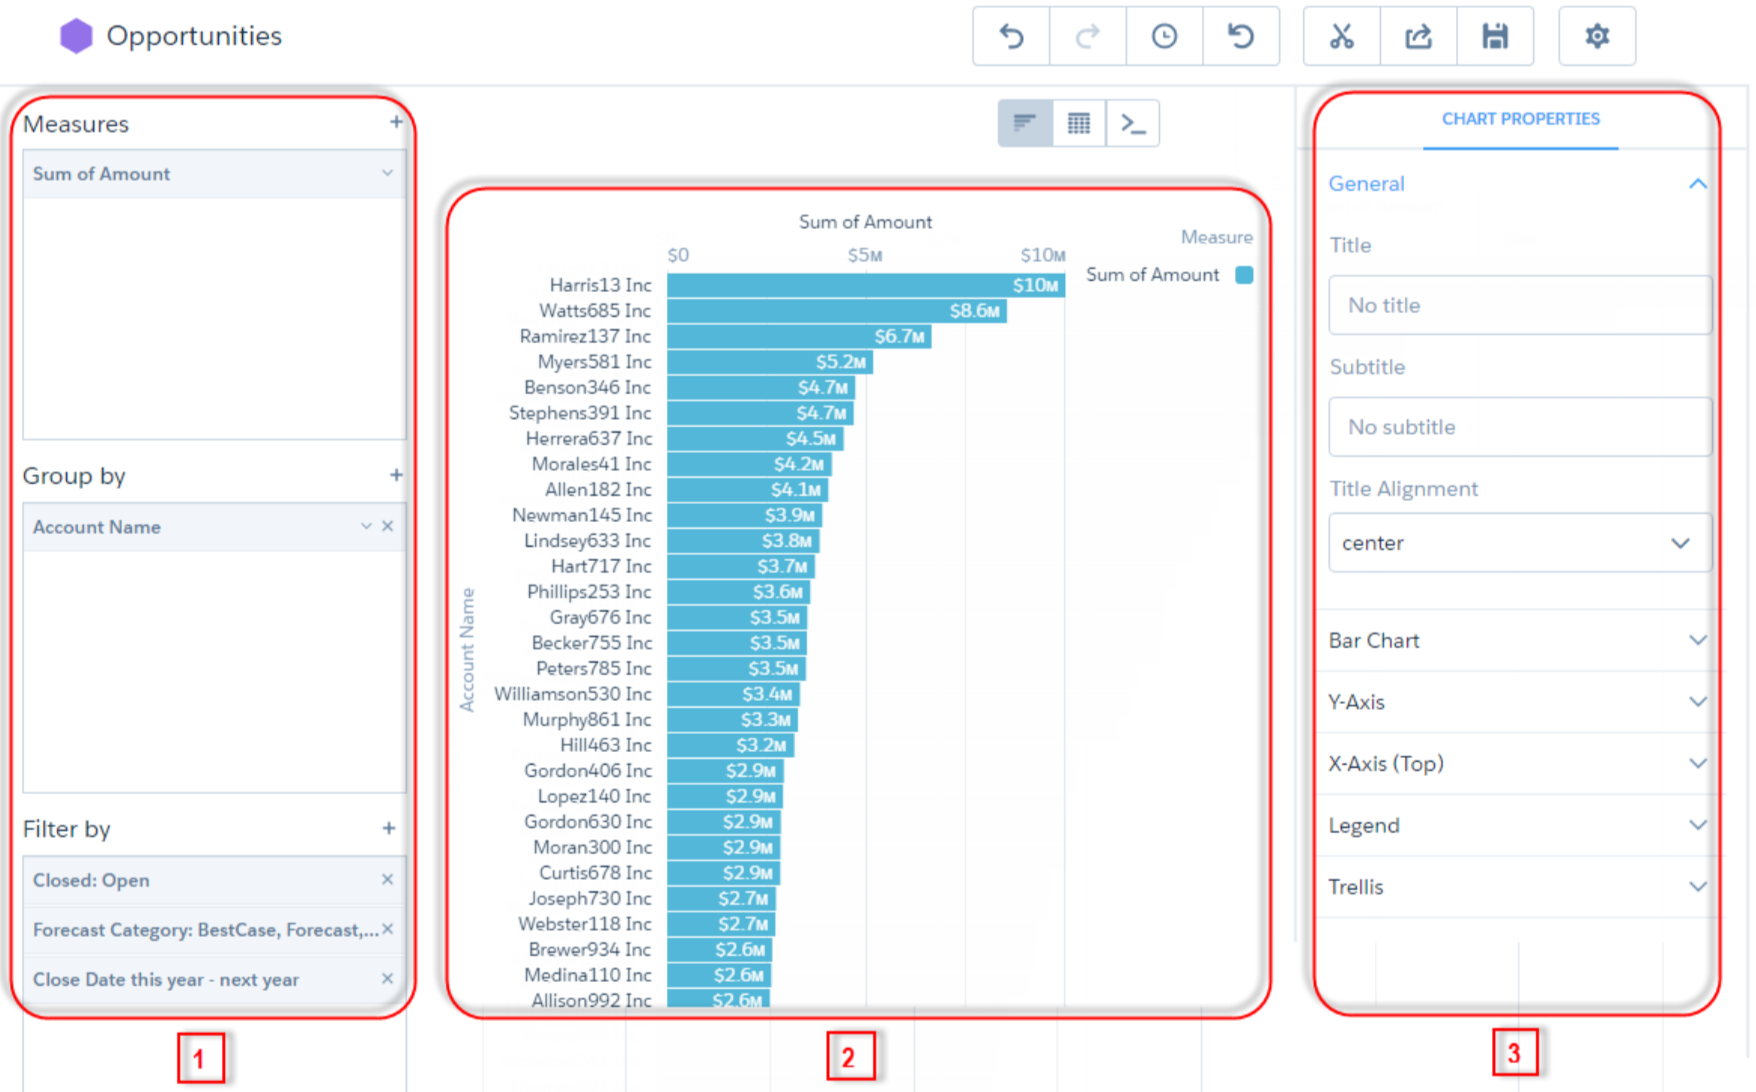 Opportunities
Measures +
Sum of Amount
Group by +
Account Name
Filter by +
Closed: Open
Forecast Category: BestCase, Forecast,...
Close Date this year - next year
1
Sum of Amount
$0 $5M $10M
Measure
Sum of Amount
Account Name
Harris13 Inc $10M
Watts685 Inc $8.6M
Ramirez137 Inc $6.7M
Myers581 Inc $5.2M
Benson346 Inc $4.7M
Stephens391 Inc $4.7M
Herrera637 Inc $4.5M
Morales41 Inc $4.2M
Allen182 Inc $4.1M
Newman145 Inc $3.9M
Lindsey633 Inc $3.8M
Hart717 Inc $3.7M
Phillips253 Inc $3.6M
Gray676 Inc $3.5M
Becker755 Inc $3.5M
Peters785 Inc $3.5M
Williamson530 Inc $3.4M
Murphy861 Inc $3.3M
Hill463 Inc $3.2M
Gordon406 Inc $2.9M
Lopez140 Inc $2.9M
Gordon630 Inc $2.9M
Moran300 Inc $2.9M
Curtis678 Inc $2.9M
Joseph730 Inc $2.7M
Webster118 Inc $2.7M
Brewer934 Inc $2.6M
Medina110 Inc $2.6M
Allison992 Inc $2.6M
2
CHART PROPERTIES
General
Title
No title
Subtitle
No subtitle
Title Alignment
center
Bar Chart
Y-Axis
X-Axis (Top)
Legend
Trellis
3